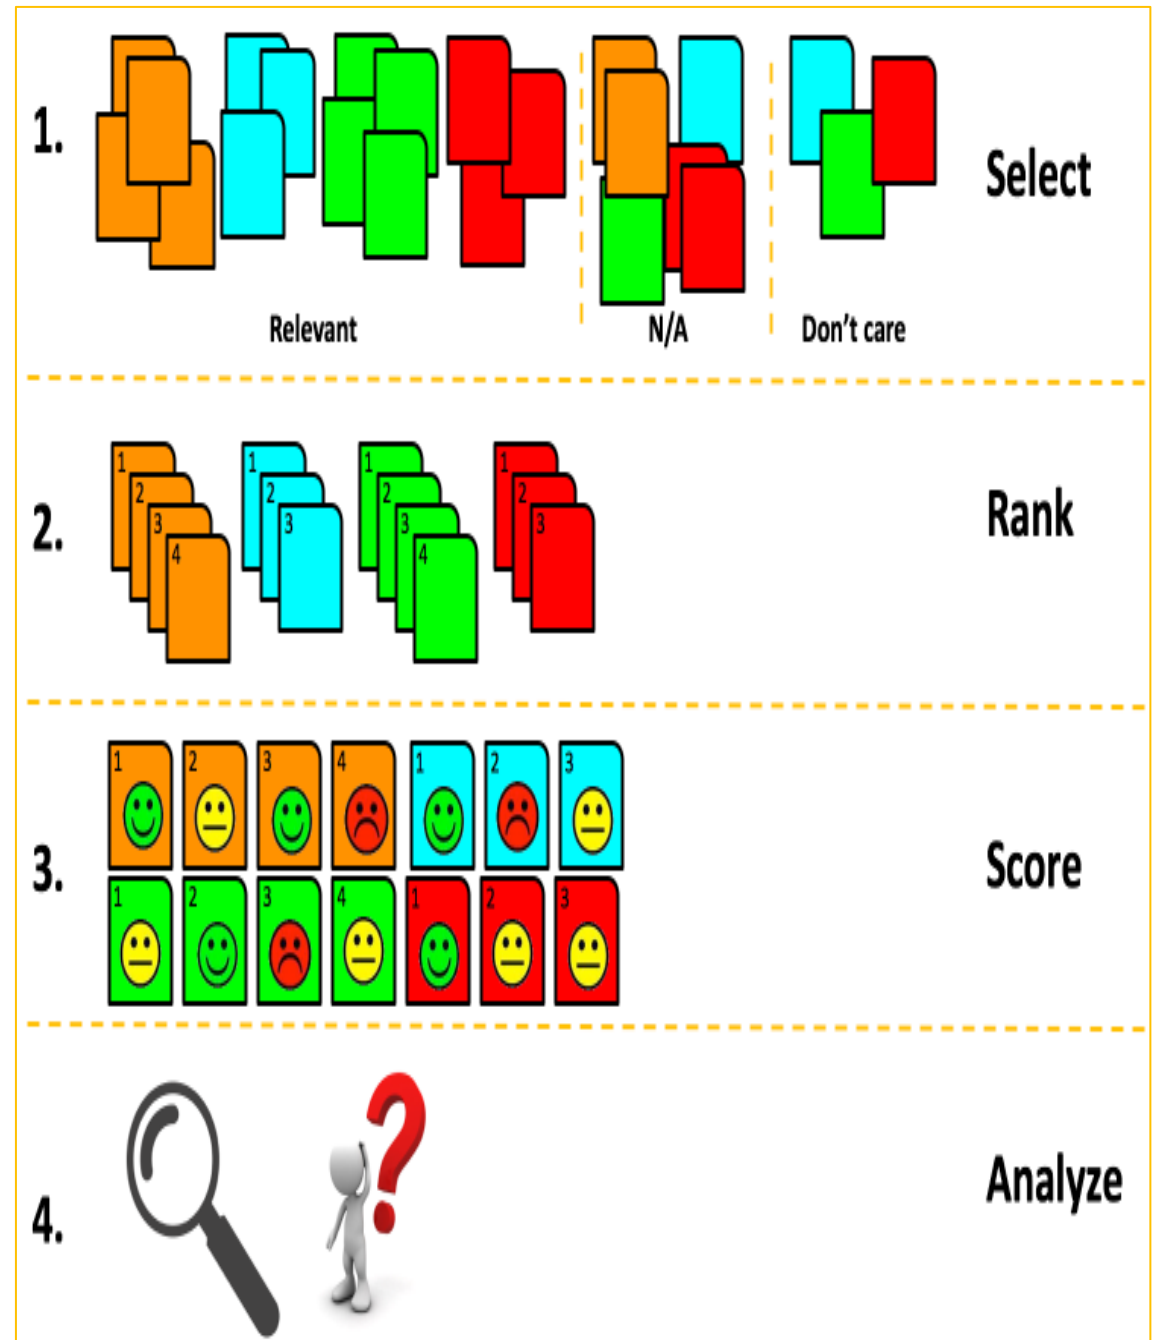 1.
Select
Relevant
N/A
Don't care
2.
1 2 3 4
1 2 3
1 2 3 4
1 2 3
Rank
3.
1 2 3 4 1 2 3
1 2 3 4 1 2 3
Score
4.
?
Analyze